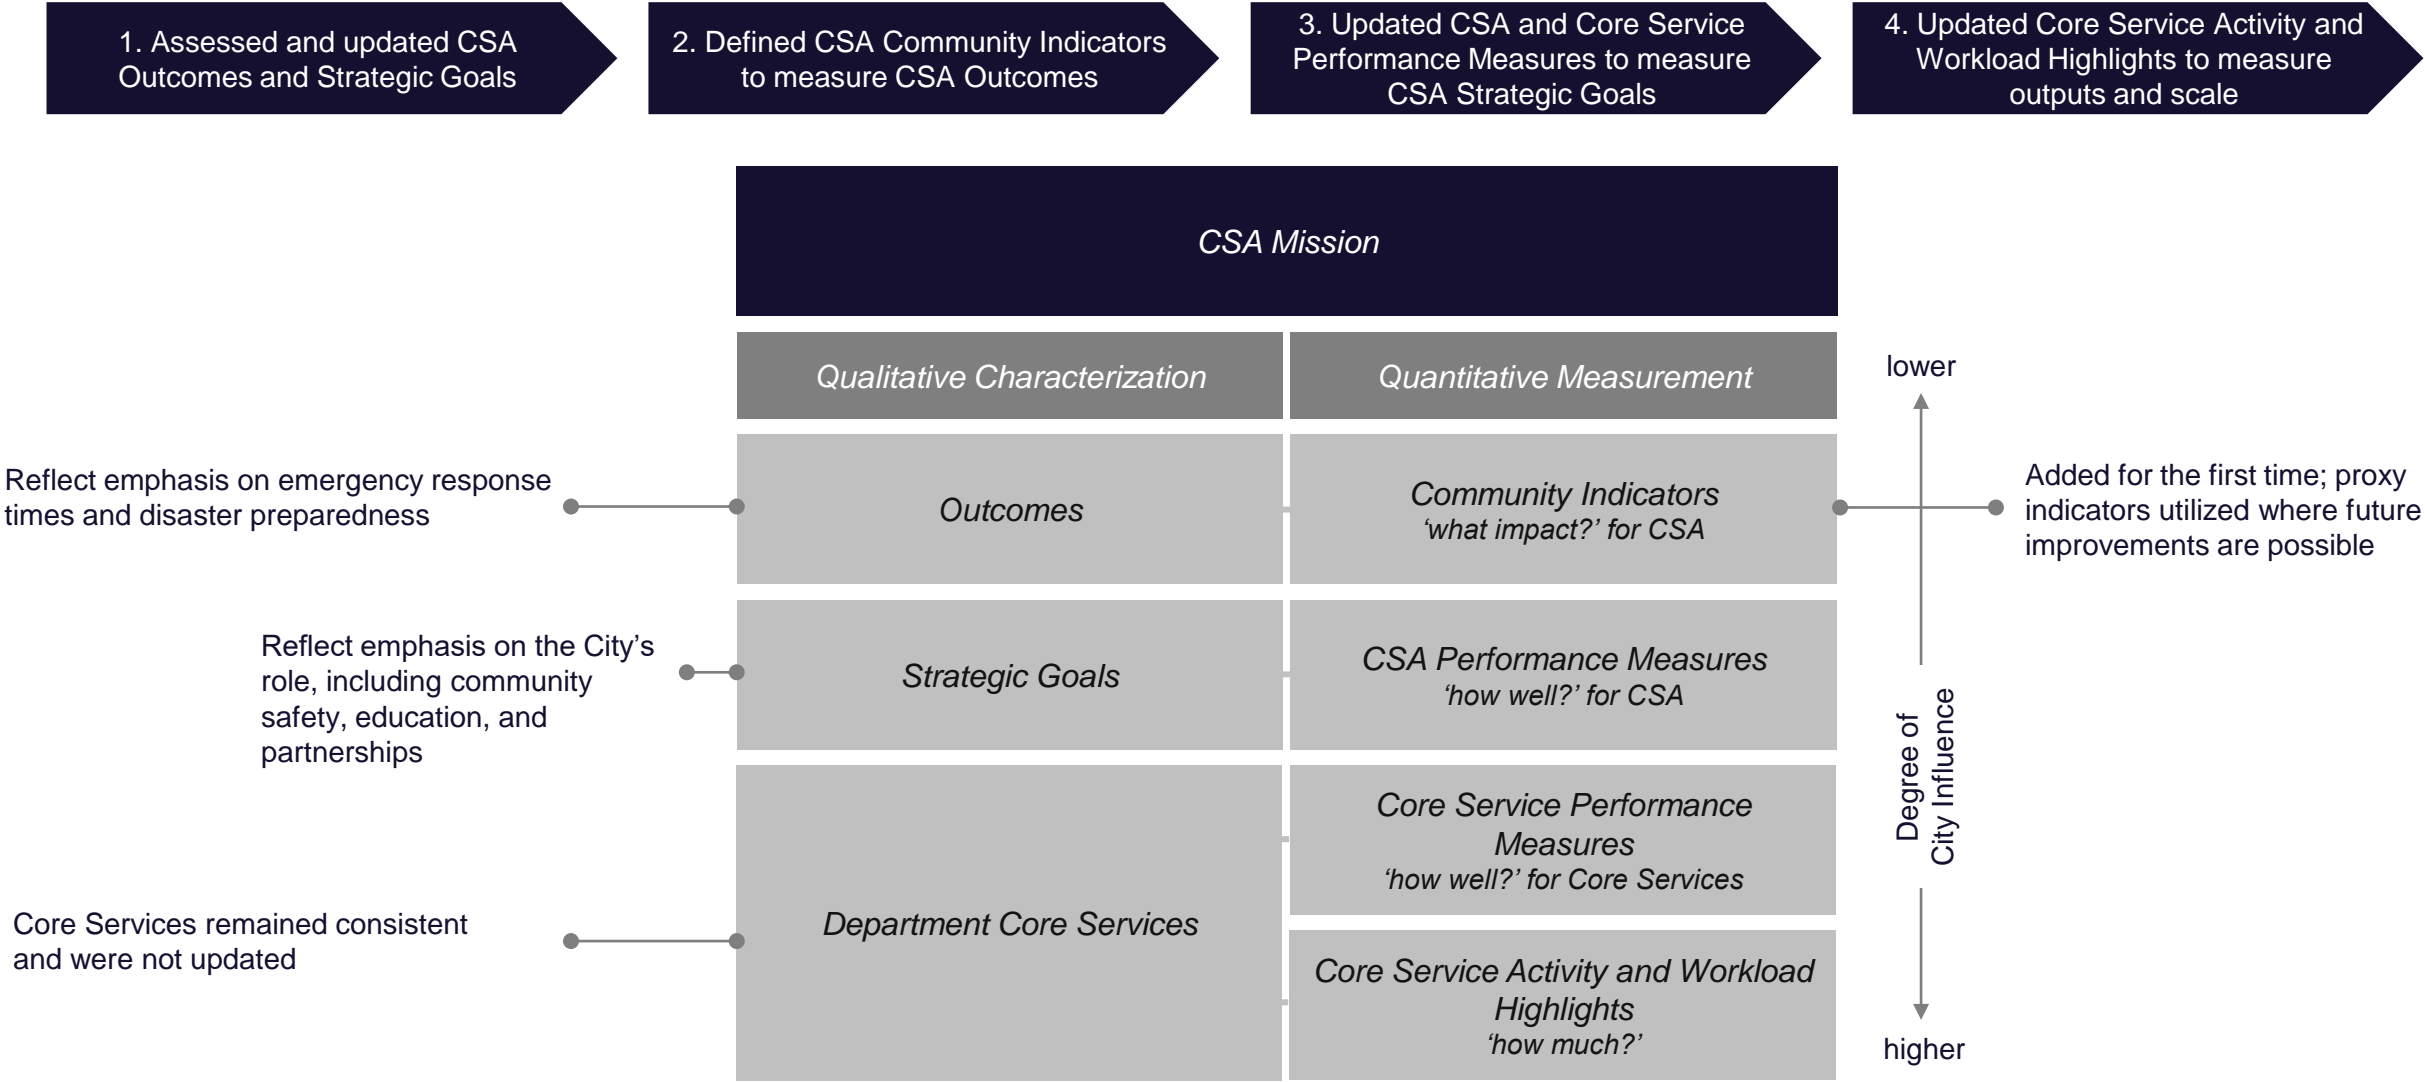 1. Assessed and updated CSA
Outcomes and Strategic Goals
2. Defined CSA Community Indicators
to measure CSA Outcomes
3. Updated CSA and Core Service
Performance Measures to measure
CSA Strategic Goals
4. Updated Core Service Activity and
Workload Highlights to measure
outputs and scale
CSA Mission
Qualitative Characterization
Quantitative Measurement
lower
Reflect emphasis on emergency response
times and disaster preparedness
Outcomes
Community Indicators
‘what impact?’ for CSA
Added for the first time; proxy
indicators utilized where future
improvements are possible
Reflect emphasis on the City’s
role, including community
safety, education, and
partnerships
Strategic Goals
CSA Performance Measures
‘how well?’ for CSA
Degree of
City Influence
Core Services remained consistent
and were not updated
Department Core Services
Core Service Performance
Measures
‘how well?’ for Core Services
Core Service Activity and Workload
Highlights
‘how much?’
higher